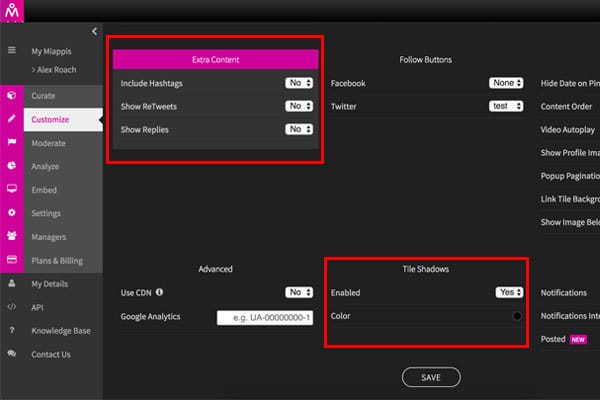 My Miappis
> Alex Roach
Curate
Customize
Moderate
Analyze
Embed
Settings
Managers
Plans & Billing
My Details
API
Knowledge Base
Contact Us
Extra Content
Include Hashtags No
Show ReTweets No
Show Replies No
Follow Buttons
Facebook None
Twitter test
Hide Date on Pin
Content Order
Video Autoplay
Show Profile Ima
Popup Paginatio
Link Tile Backgro
Show Image Belo
Advanced
Use CDN No
Google Analytics e.g. UA-00000000-1
Tile Shadows
Enabled Yes
Color
Notifications
Notifications Inte
Posted NEW
SAVE